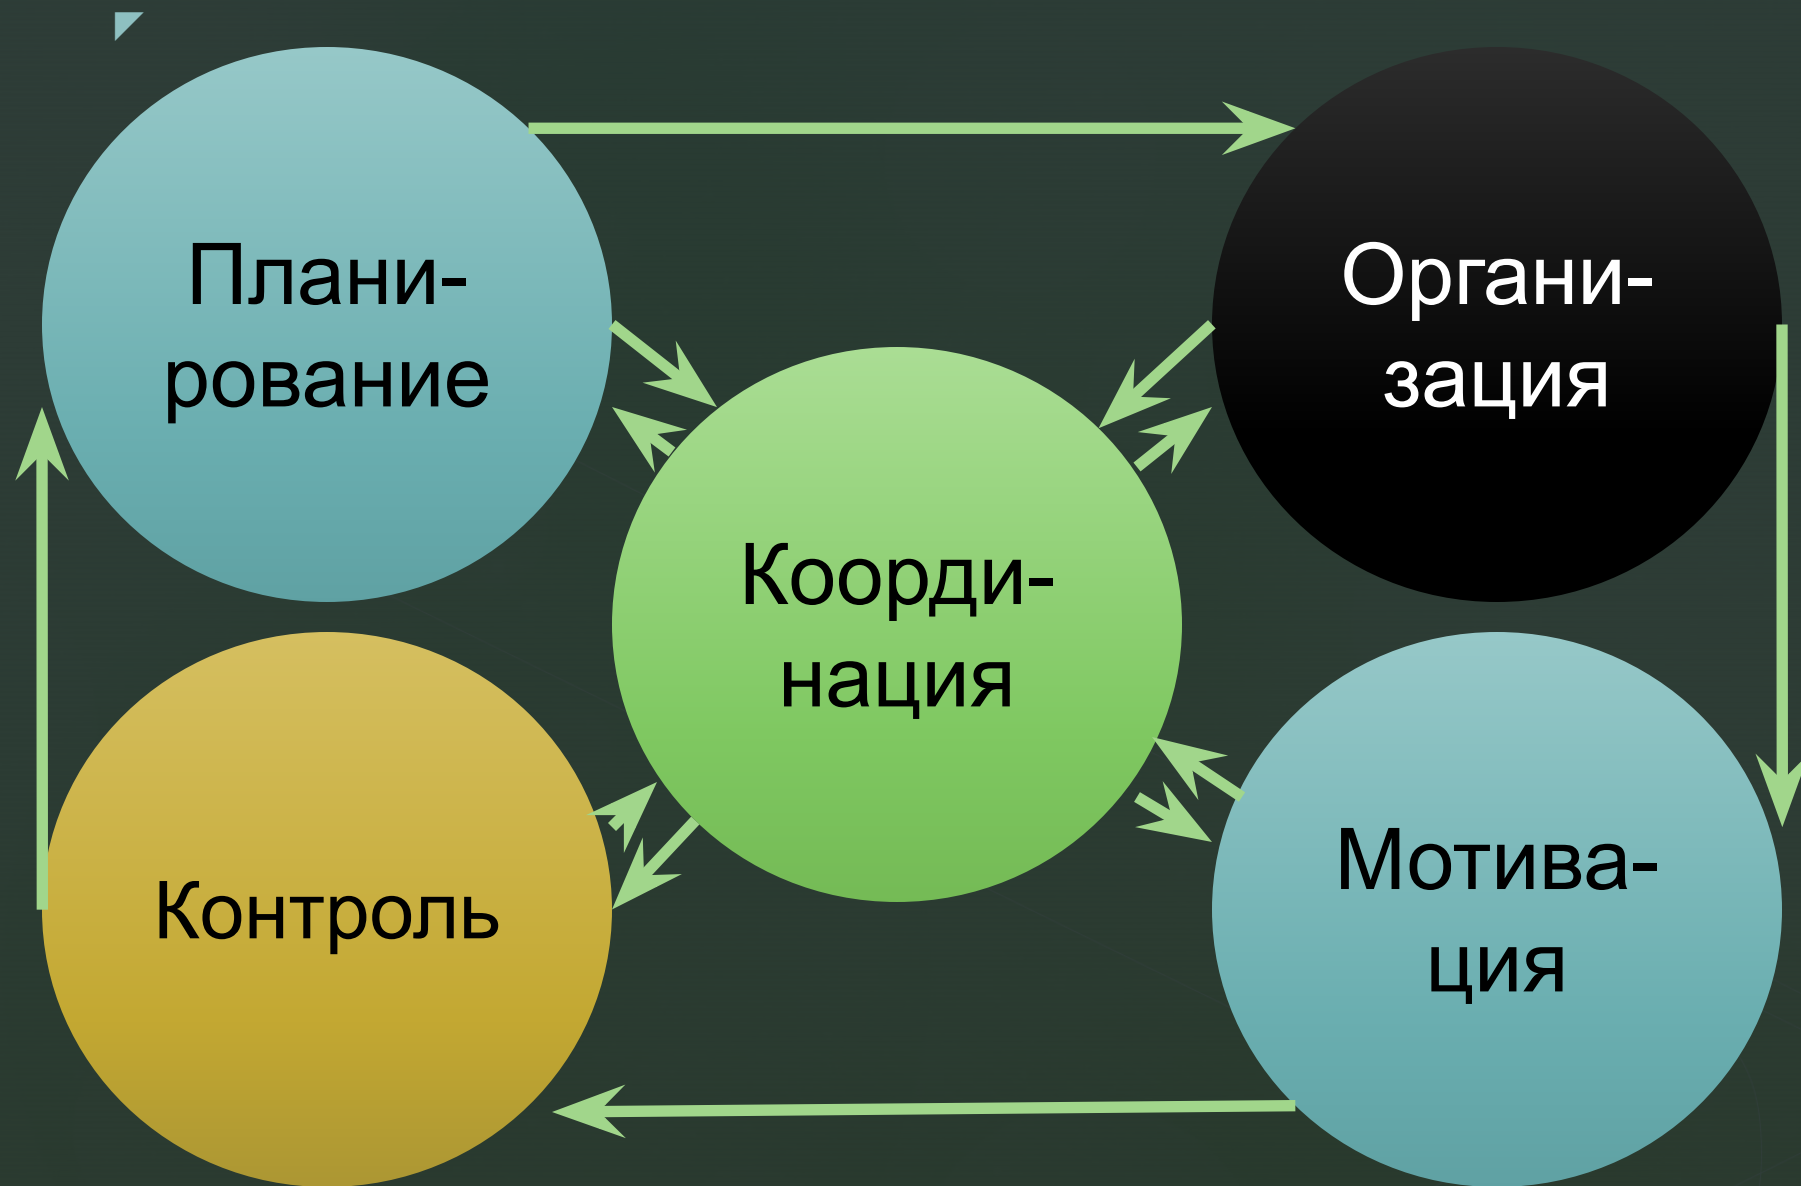 Плани-
рование
Органи-
зация
Коорди-
нация
Контроль
Мотива-
ция